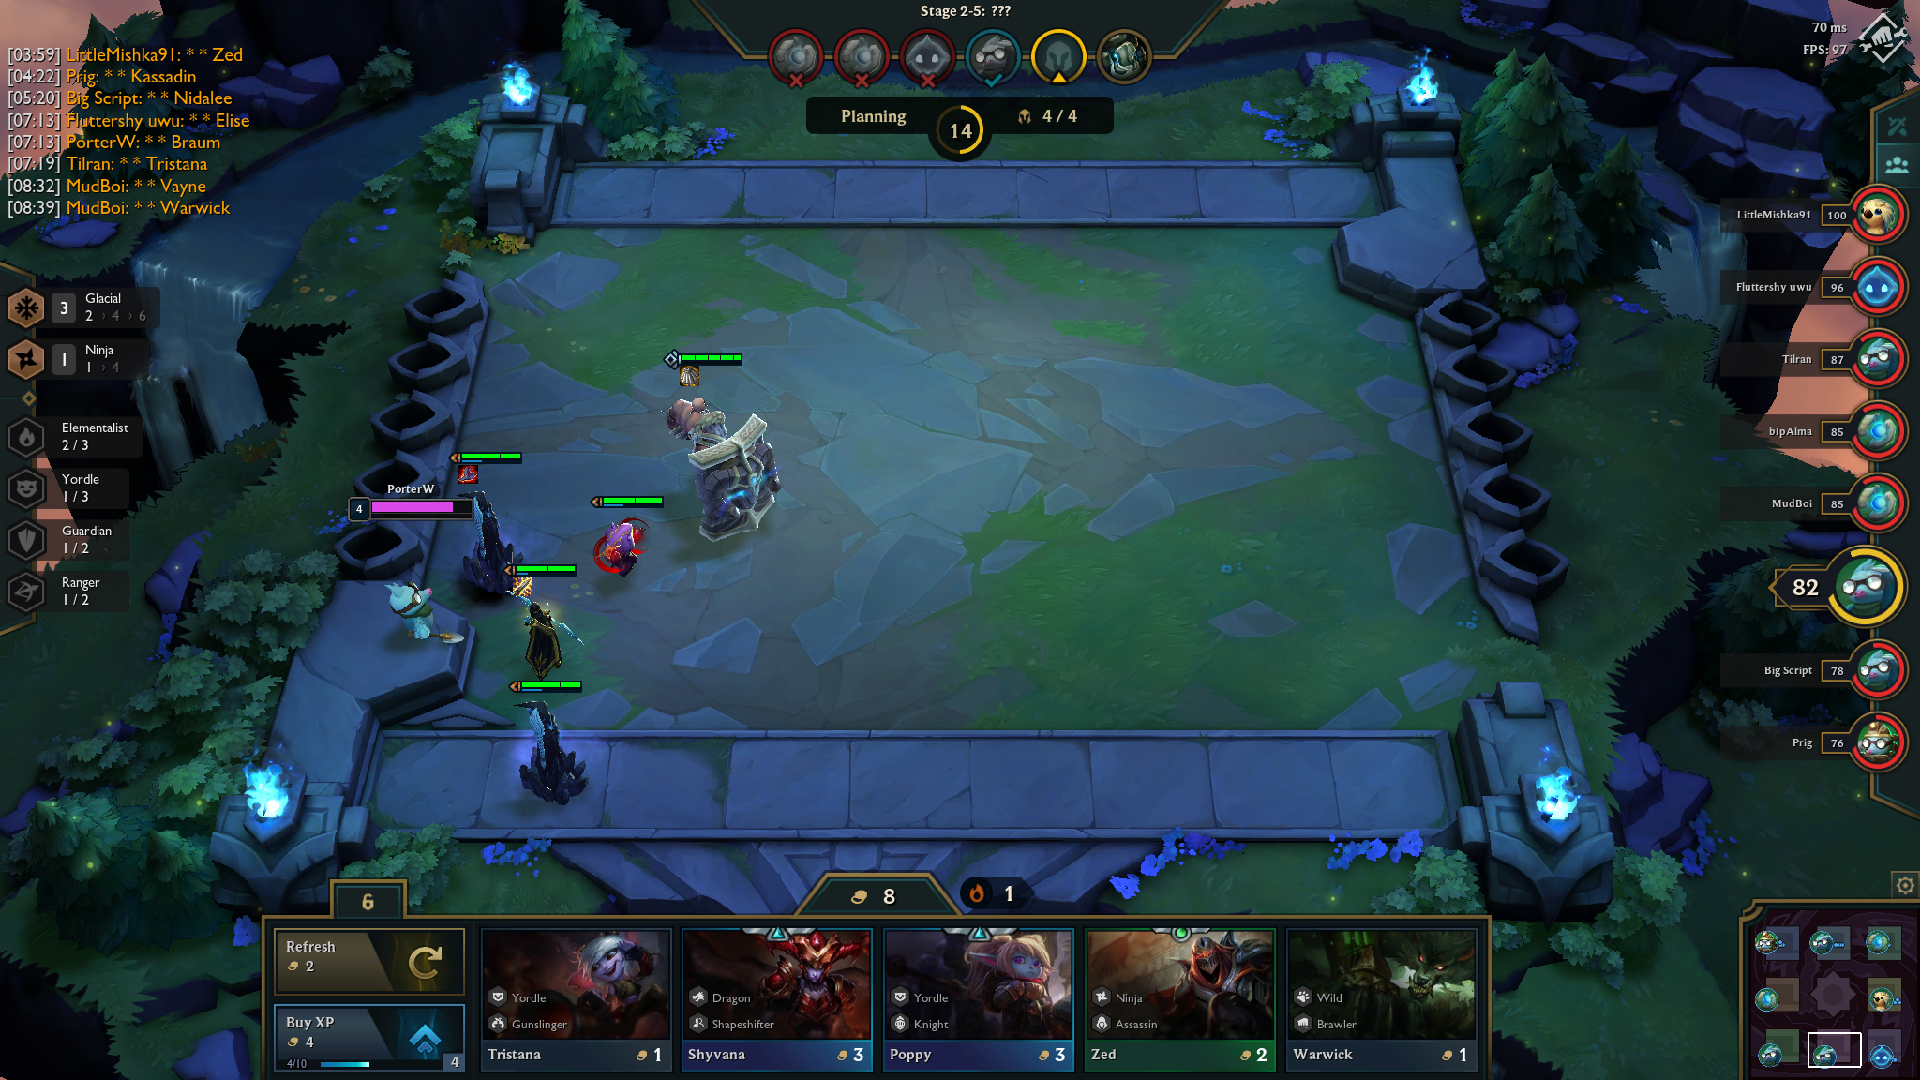 Stage 2-5: ???
70 ms
FPS: 97
[03:59] LittleMishka91: * * Zed
[04:22] Prig: * * Kassadin
[05:20] Big Script: * * Nidalee
[07:13] Fluttershy uwu: * * Elise
[07:13] PorterW: * * Braum
[07:19] Tilran: * * Tristana
[08:32] MudBoi: * * Vayne
[08:39] MudBoi: * * Warwick
Planning
14
4 / 4
LittleMishka91 100
Fluttershy uwu 96
Tilran 87
bipAlma 85
MudBoi 85
82
Big Script 78
Prig 76
3 Glacial
2 › 4 › 6
1 Ninja
1 › 4
Elementalist
2 / 3
Yordle
1 / 3
Guardian
1 / 2
Ranger
1 / 2
PorterW
4
6
8
1
Refresh
2
Buy XP
4
4/10
4
Yordle
Gunslinger
Tristana 1
Dragon
Shapeshifter
Shyvana 3
Yordle
Knight
Poppy 3
Ninja
Assassin
Zed 2
Wild
Brawler
Warwick 1